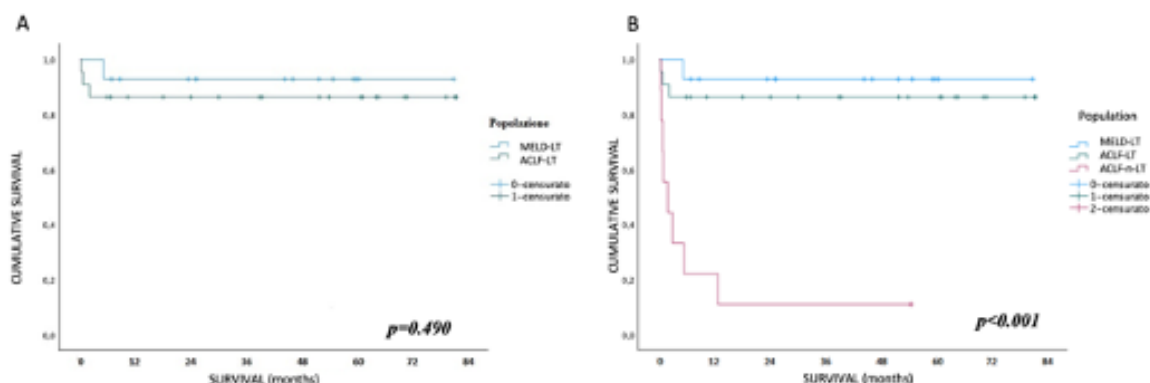 A
CUMULATIVE SURVIVAL
1,0
0,8
0,6
0,4
0,2
0,0
0 12 24 36 48 60 72 84
SURVIVAL (months)
p=0.490
Popolazione
MELD-LT
ACLF-LT
0-censurato
1-censurato
B
CUMULATIVE SURVIVAL
1,0
0,8
0,6
0,4
0,2
0,0
0 12 24 36 48 60 72 84
SURVIVAL (months)
p<0.001
Population
MELD-LT
ACLF-LT
ACLF-n-LT
0-censurato
1-censurato
2-censurato